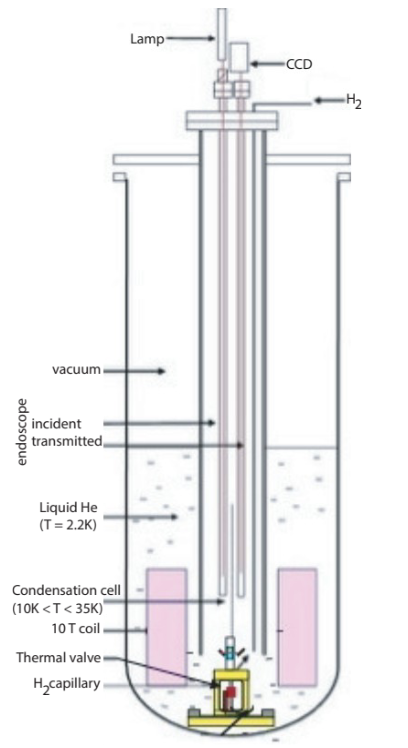 Lamp
CCD
H2
vacuum
endoscope
incident
transmitted
Liquid He
(T = 2.2K)
Condensation cell
(10K < T < 35K)
10 T coil
Thermal valve
H2capillary